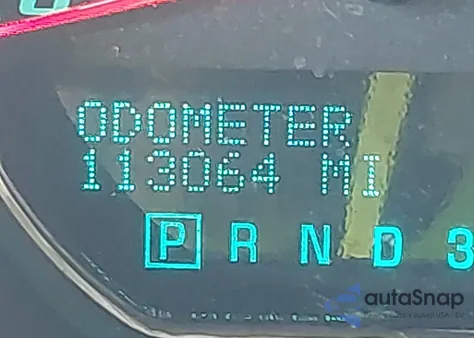 ODOMETER
113064 MI
P R N D 3
autaSnap